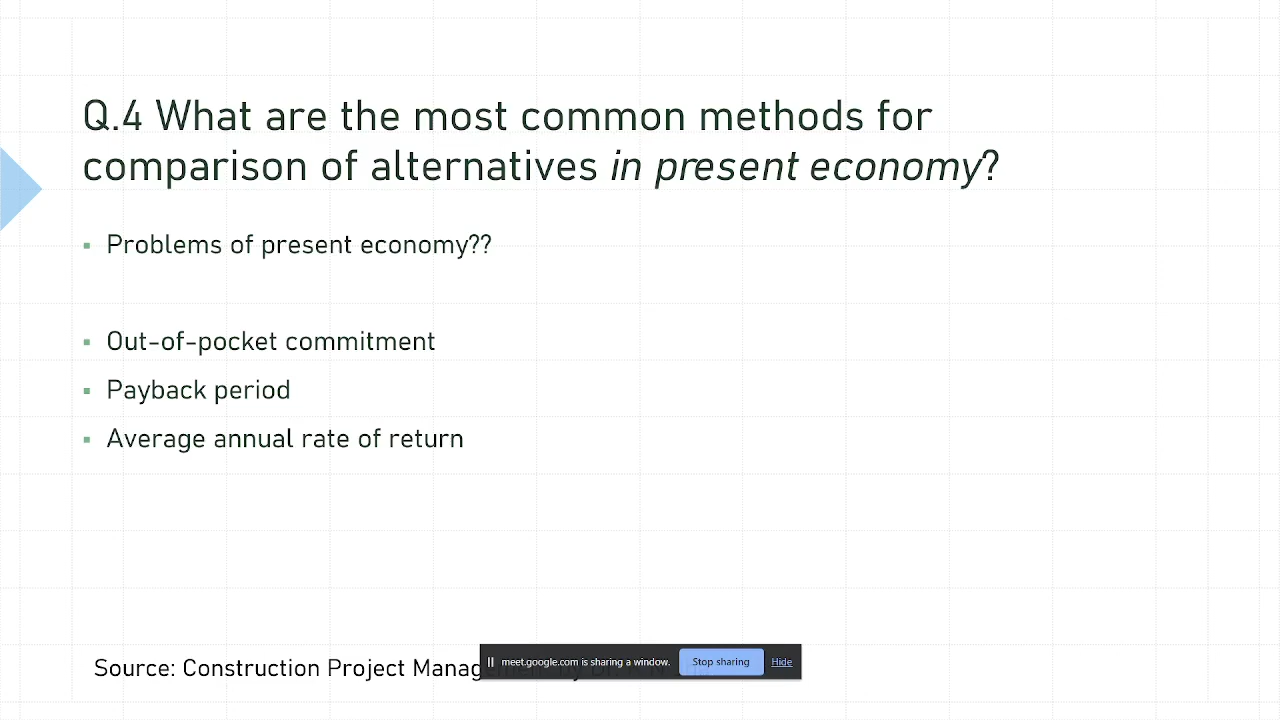 Q.4 What are the most common methods for
comparison of alternatives in present economy?
Problems of present economy??
Out-of-pocket commitment
Payback period
Average annual rate of return
Source: Construction Project
meet.google.com is sharing a window.
Stop sharing
Hide